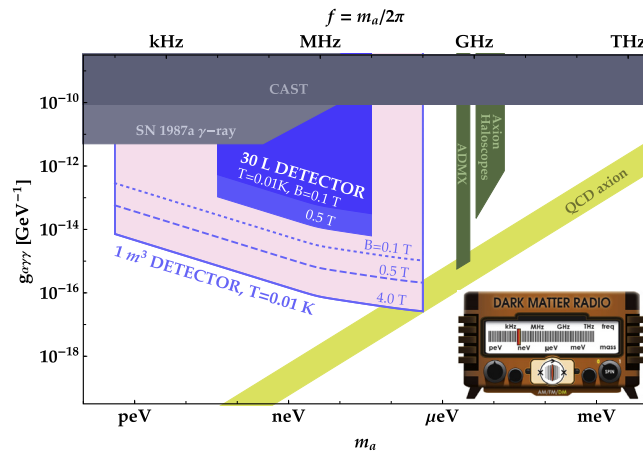 f = mₐ/2π
kHz MHz GHz THz
CAST
10⁻¹⁰
SN 1987a γ-ray
10⁻¹²
30 L DETECTOR
T=0.01K, B=0.1 T
0.5 T
ADMX
Axion
Haloscopes
QCD axion
10⁻¹⁴
B=0.1 T
0.5 T
4.0 T
1 m³ DETECTOR, T=0.01 K
10⁻¹⁶
10⁻¹⁸
gαγγ [GeV⁻¹]
DARK MATTER RADIO
kHz MHz GHz THz freq
peV neV μeV meV mass
SPIN
AM/FM/DM
peV neV μeV meV
mₐ